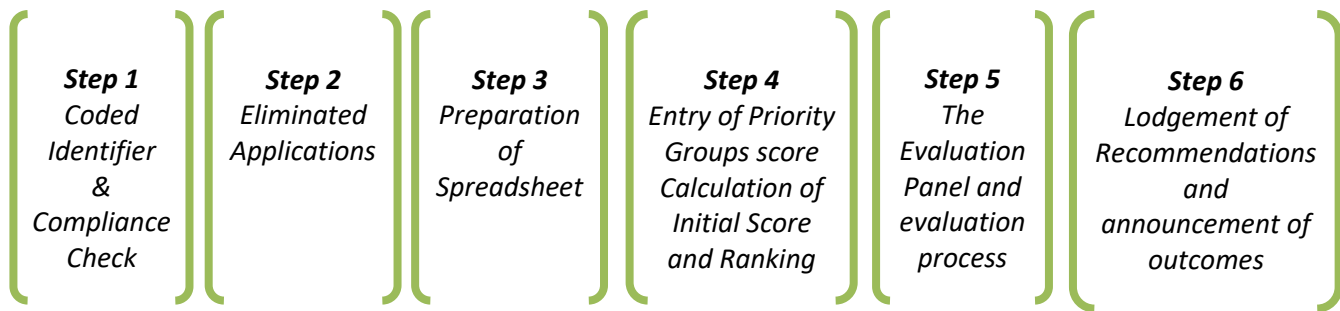 Step 1
Coded
Identifier
&
Compliance
Check
Step 2
Eliminated
Applications
Step 3
Preparation
of
Spreadsheet
Step 4
Entry of Priority
Groups score
Calculation of
Initial Score
and Ranking
Step 5
The
Evaluation
Panel and
evaluation
process
Step 6
Lodgement of
Recommendations
and
announcement of
outcomes